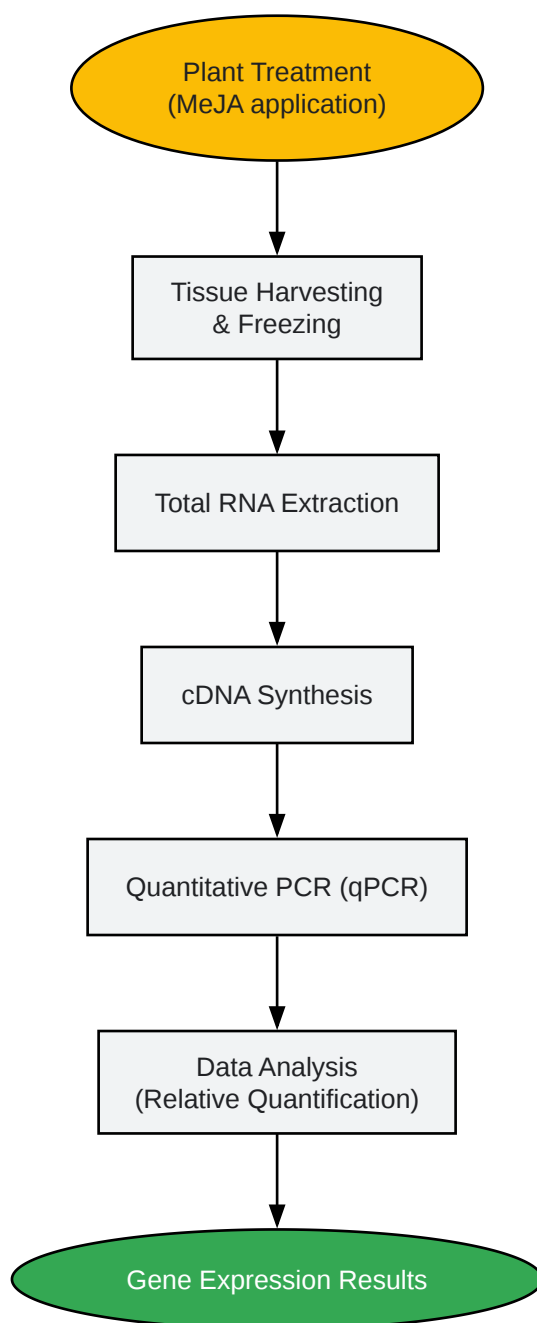 Plant Treatment
(MeJA application)
Tissue Harvesting
& Freezing
Total RNA Extraction
cDNA Synthesis
Quantitative PCR (qPCR)
Data Analysis
(Relative Quantification)
Gene Expression Results